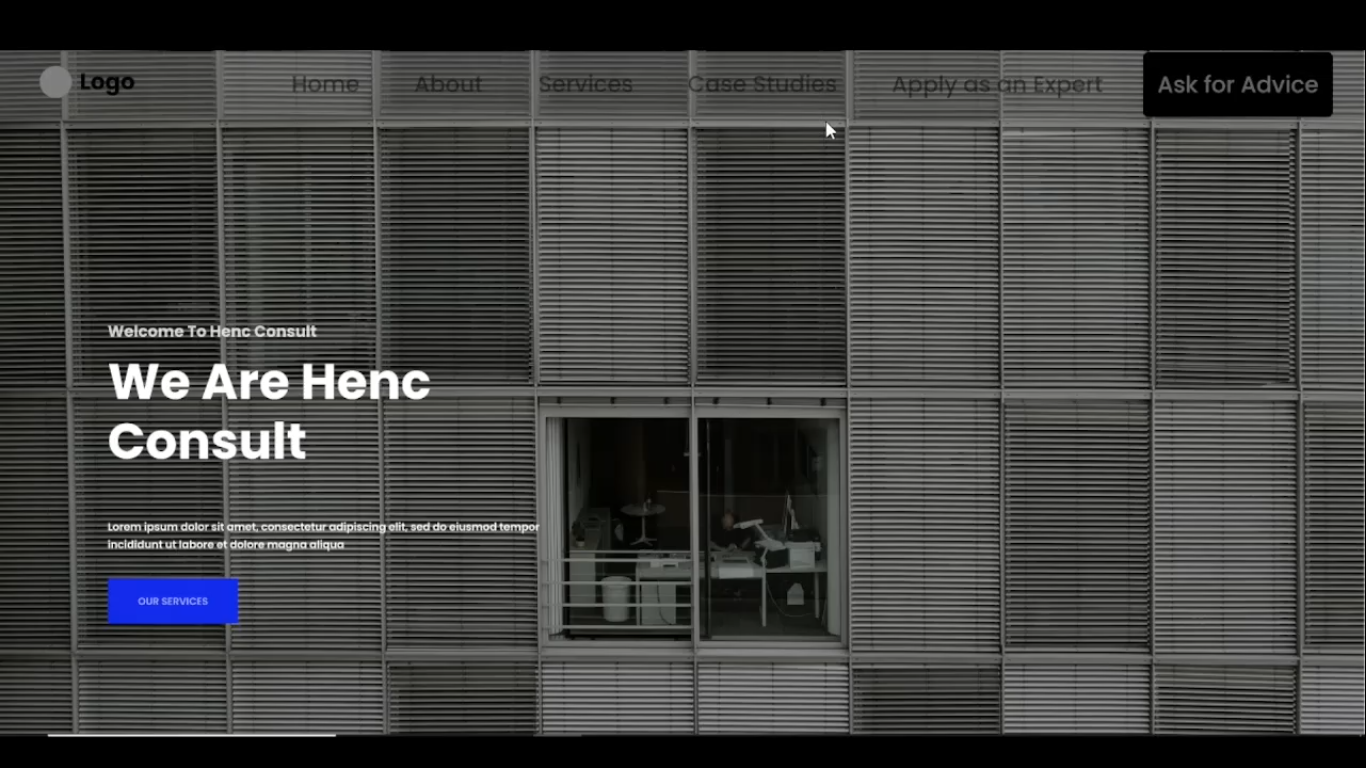 Logo
Home
About
Services
Case Studies
Apply as an Expert
Ask for Advice
Welcome To Henc Consult
We Are Henc
Consult
Lorem ipsum dolor sit amet, consectetur adipiscing elit, sed do eiusmod tempor
incididunt ut labore et dolore magna aliqua
OUR SERVICES